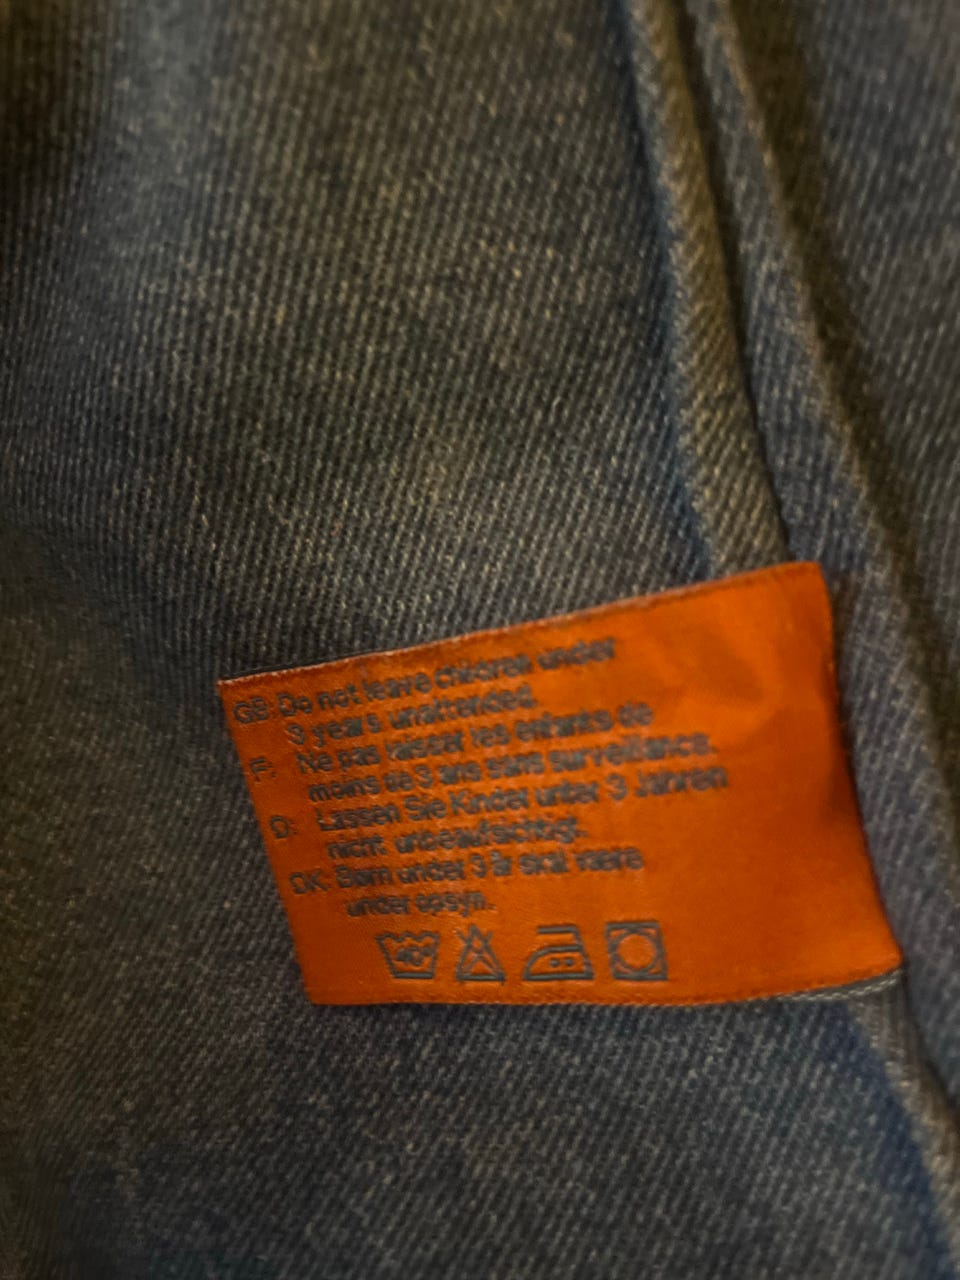 GB: Do not leave children under
3 years unattended.
F: Ne pas laisser les enfants de
moins de 3 ans sans surveillance.
D: Lassen Sie Kinder unter 3 Jahren
nicht unbeaufsichtigt.
DK: Børn under 3 år skal være
under opsyn.
40°